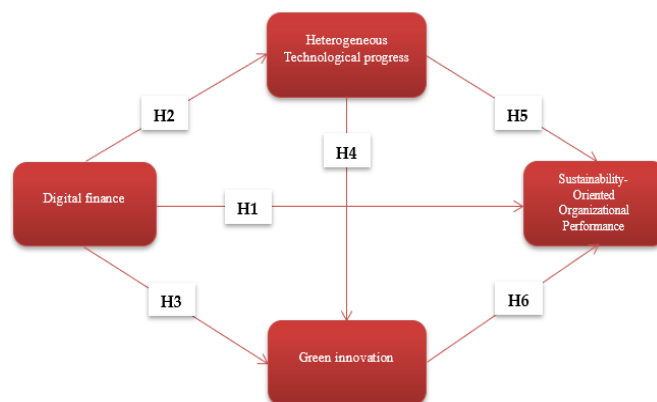 Heterogeneous
Technological progress
H2
H5
H4
Digital finance
H1
Sustainability-
Oriented
Organizational
Performance
H3
H6
Green innovation